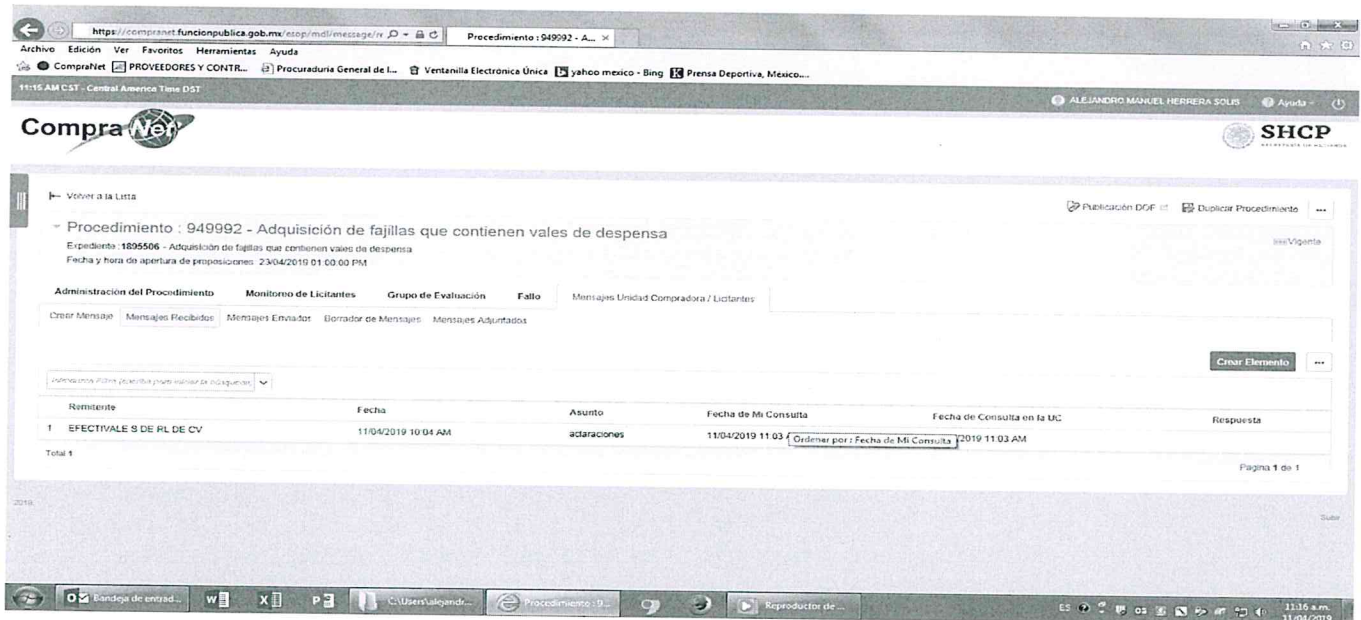 https://compranet.funcionpublica.gob.mx/esop/mdl/message/r
Procedimiento : 949992 - A...
Archivo Edición Ver Favoritos Herramientas Ayuda
CompraNet PROVEEDORES Y CONTR... Procuraduría General de l... Ventanilla Electrónica Única yahoo mexico - Bing Prensa Deportiva, México....
11:15 AM CST - Central America Time DST
ALEJANDRO MANUEL HERRERA SOLIS Ayuda
CompraNet
SHCP
Volver a la Lista
Publicación DOF Duplicar Procedimiento ...
Procedimiento : 949992 - Adquisición de fajillas que contienen vales de despensa
Expediente :1895506 - Adquisición de fajillas que contienen vales de despensa
Vigente
Fecha y hora de apertura de proposiciones: 23/04/2019 01:00:00 PM
Administración del Procedimiento Monitoreo de Licitantes Grupo de Evaluación Fallo Mensajes Unidad Compradora / Licitantes
Crear Mensaje Mensajes Recibidos Mensajes Enviados Borrador de Mensajes Mensajes Adjuntados
Crear Elemento ...
Remitente Fecha Asunto Fecha de Mi Consulta Fecha de Consulta en la UC Respuesta
1 EFECTIVALE S DE RL DE CV 11/04/2019 10:04 AM aclaraciones 11/04/2019 11:03 Ordener por : Fecha de Mi Consulta /2019 11:03 AM
Total 1
Pagina 1 de 1
2019.
Subir
Bandeja de entrad... C:\Users\alejandr... Procedimiento : 9... Reproductor de ...
ES 11:16 a.m.
11/04/2019